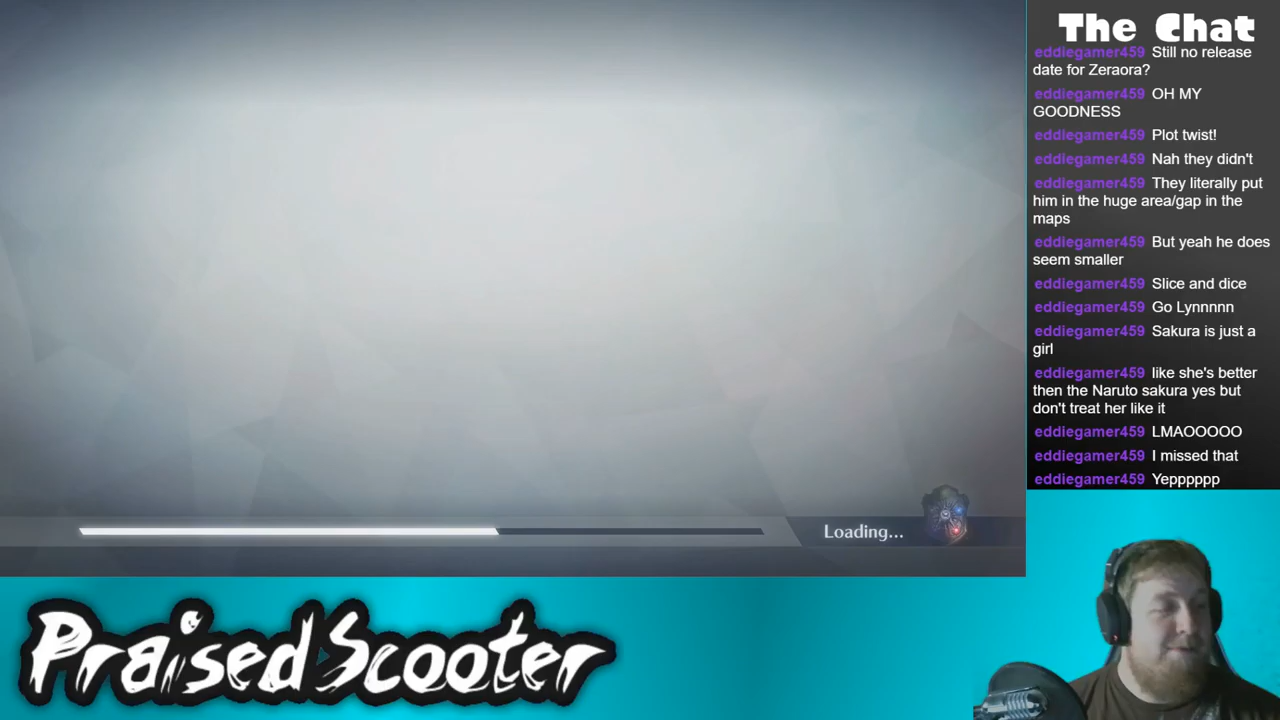 The Chat
eddiegamer459 Still no release
date for Zeraora?
eddiegamer459 OH MY
GOODNESS
eddiegamer459 Plot twist!
eddiegamer459 Nah they didn't
eddiegamer459 They literally put
him in the huge area/gap in the
maps
eddiegamer459 But yeah he does
seem smaller
eddiegamer459 Slice and dice
eddiegamer459 Go Lynnnnn
eddiegamer459 Sakura is just a
girl
eddiegamer459 like she's better
then the Naruto sakura yes but
don't treat her like it
eddiegamer459 LMAOOOOO
eddiegamer459 I missed that
eddiegamer459 Yepppppp
Loading...
PraisedScooter